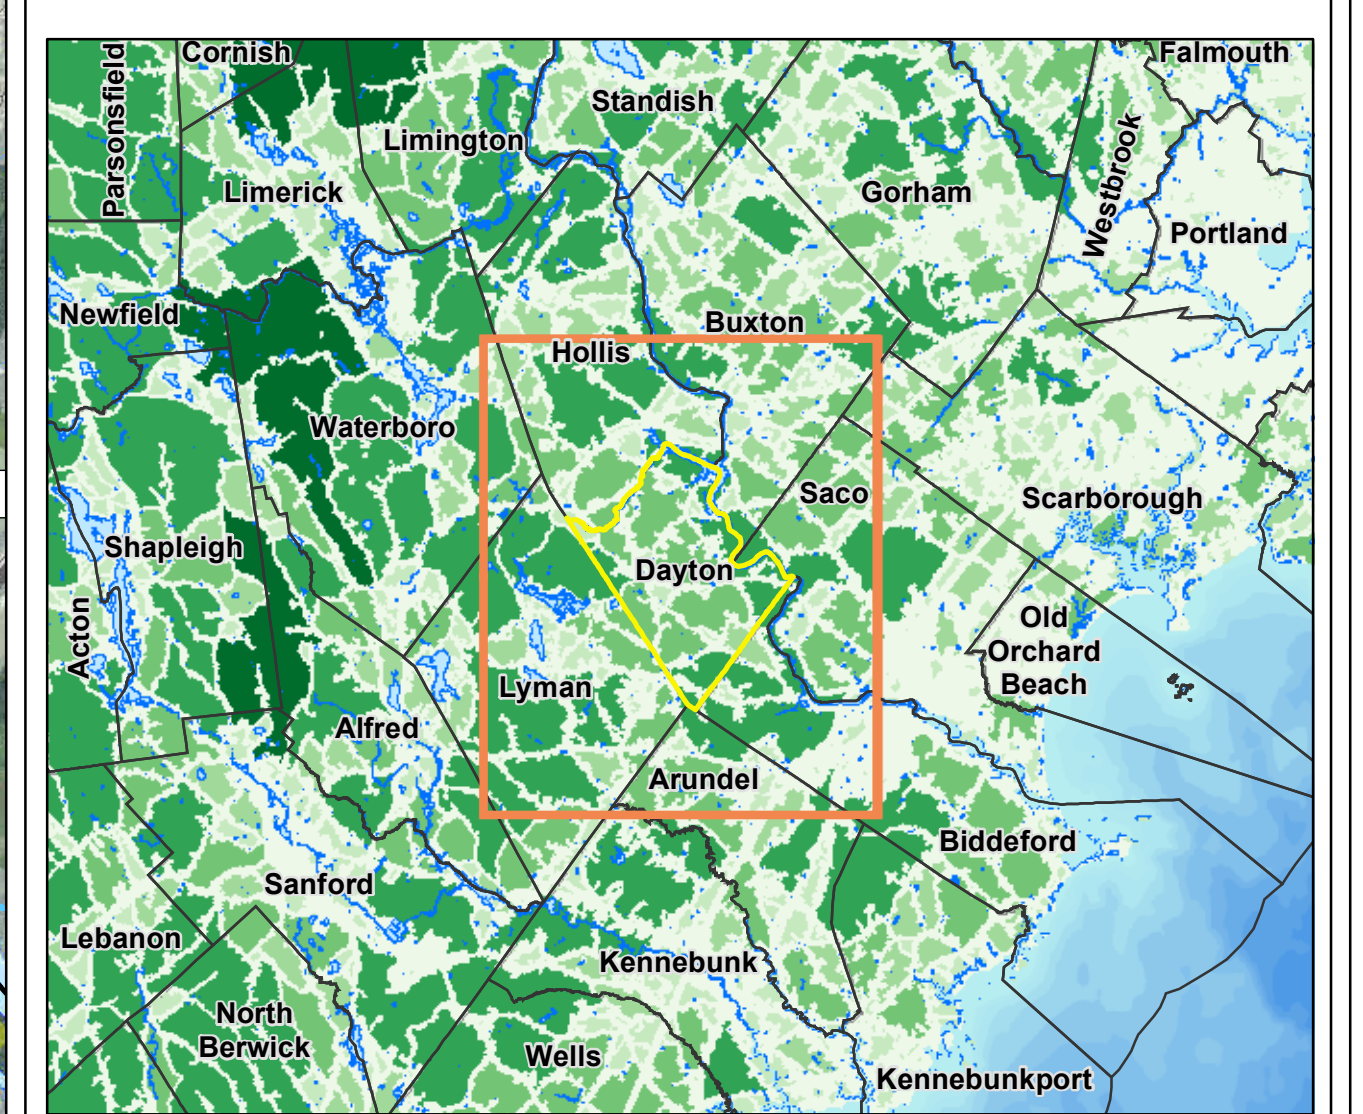 Cornish
Falmouth
Parsonsfield
Standish
Limington
Westbrook
Limerick
Gorham
Portland
Newfield
Buxton
Hollis
Waterboro
Saco
Scarborough
Shapleigh
Dayton
Acton
Old
Orchard
Beach
Lyman
Alfred
Arundel
Biddeford
Sanford
Lebanon
Kennebunk
North
Berwick
Wells
Kennebunkport